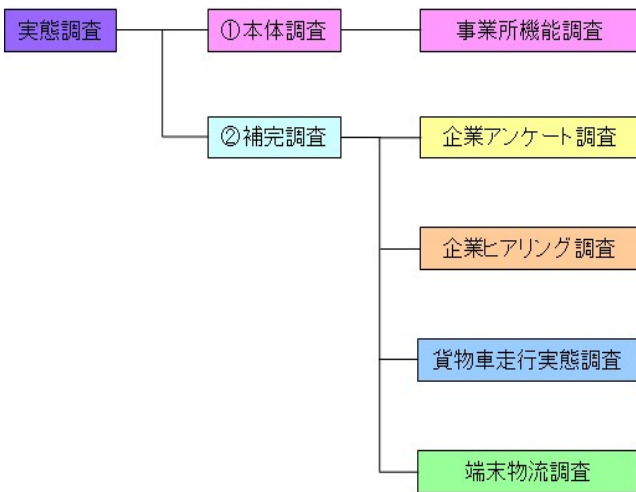 実態調査
①本体調査
事業所機能調査
②補完調査
企業アンケート調査
企業ヒアリング調査
貨物車走行実態調査
端末物流調査